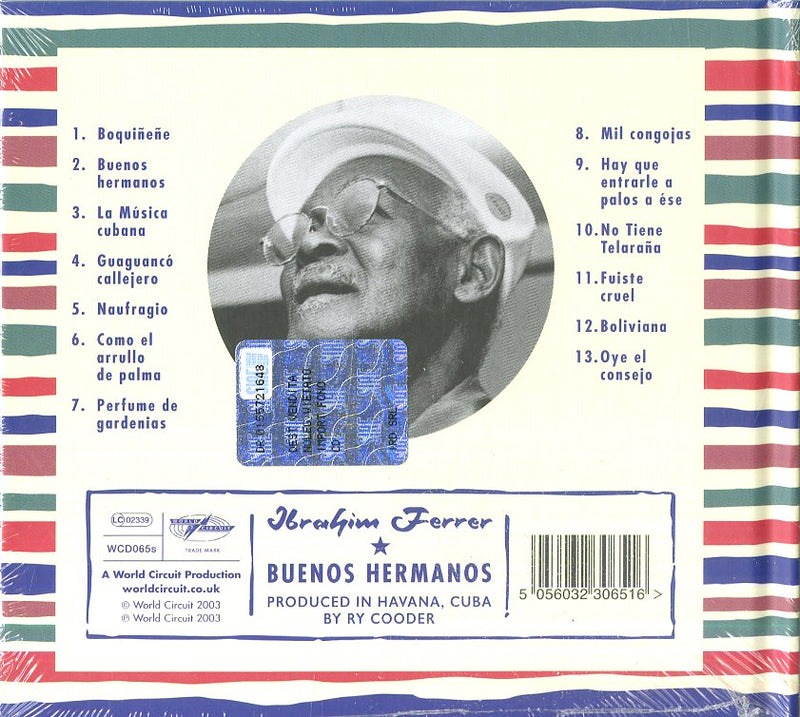 1. Boquiñeñe
2. Buenos
hermanos
3. La Música
cubana
4. Guaguancó
callejero
5. Naufragio
6. Como el
arrullo
de palma
7. Perfume de
gardenias
8. Mil congojas
9. Hay que
entrarle a
palos a ése
10. No Tiene
Telaraña
11. Fuiste
cruel
12. Boliviana
13. Oye el
consejo
LC 02339
WORLD CIRCUIT
TRADE MARK
WCD065s
A World Circuit Production
worldcircuit.co.uk
© World Circuit 2003
℗ World Circuit 2003
Ibrahim Ferrer
BUENOS HERMANOS
PRODUCED IN HAVANA, CUBA
BY RY COODER
5 056032 306516 >